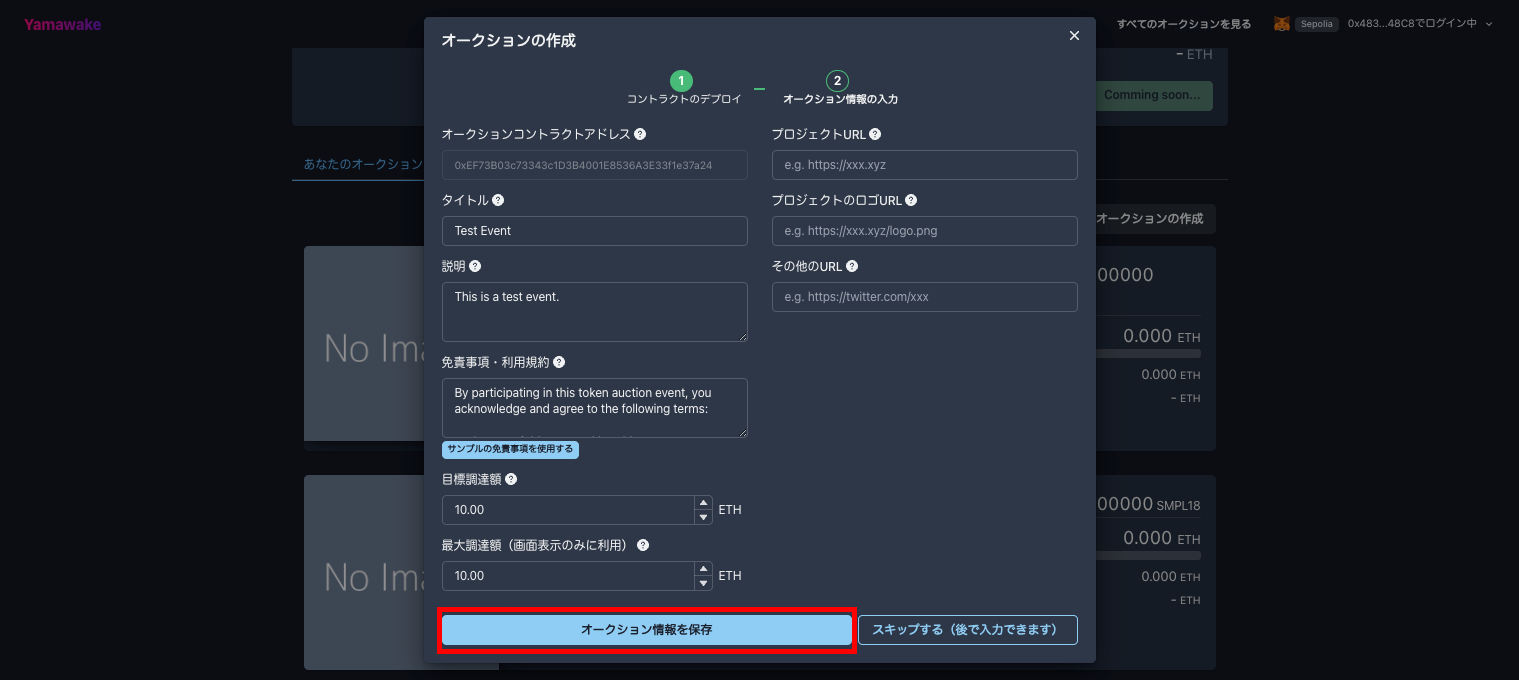 Yamawake
すべてのオークションを見る
Sepolia
0x483...48C8でログイン中
– ETH
Comming soon...
あなたのオークション
オークションの作成
00000
0.000 ETH
0.000 ETH
– ETH
No Ima
00000 SMPL18
0.000 ETH
0.000 ETH
– ETH
No Ima
オークションの作成
1
コントラクトのデプロイ
2
オークション情報の入力
オークションコントラクトアドレス ?
0xEF73B03c73343c1D3B4001E8536A3E33f1e37a24
タイトル ?
Test Event
説明 ?
This is a test event.
免責事項・利用規約 ?
By participating in this token auction event, you
acknowledge and agree to the following terms:
サンプルの免責事項を使用する
目標調達額 ?
10.00
ETH
最大調達額（画面表示のみに利用） ?
10.00
ETH
プロジェクトURL ?
e.g. https://xxx.xyz
プロジェクトのロゴURL ?
e.g. https://xxx.xyz/logo.png
その他のURL ?
e.g. https://twitter.com/xxx
オークション情報を保存
スキップする（後で入力できます）